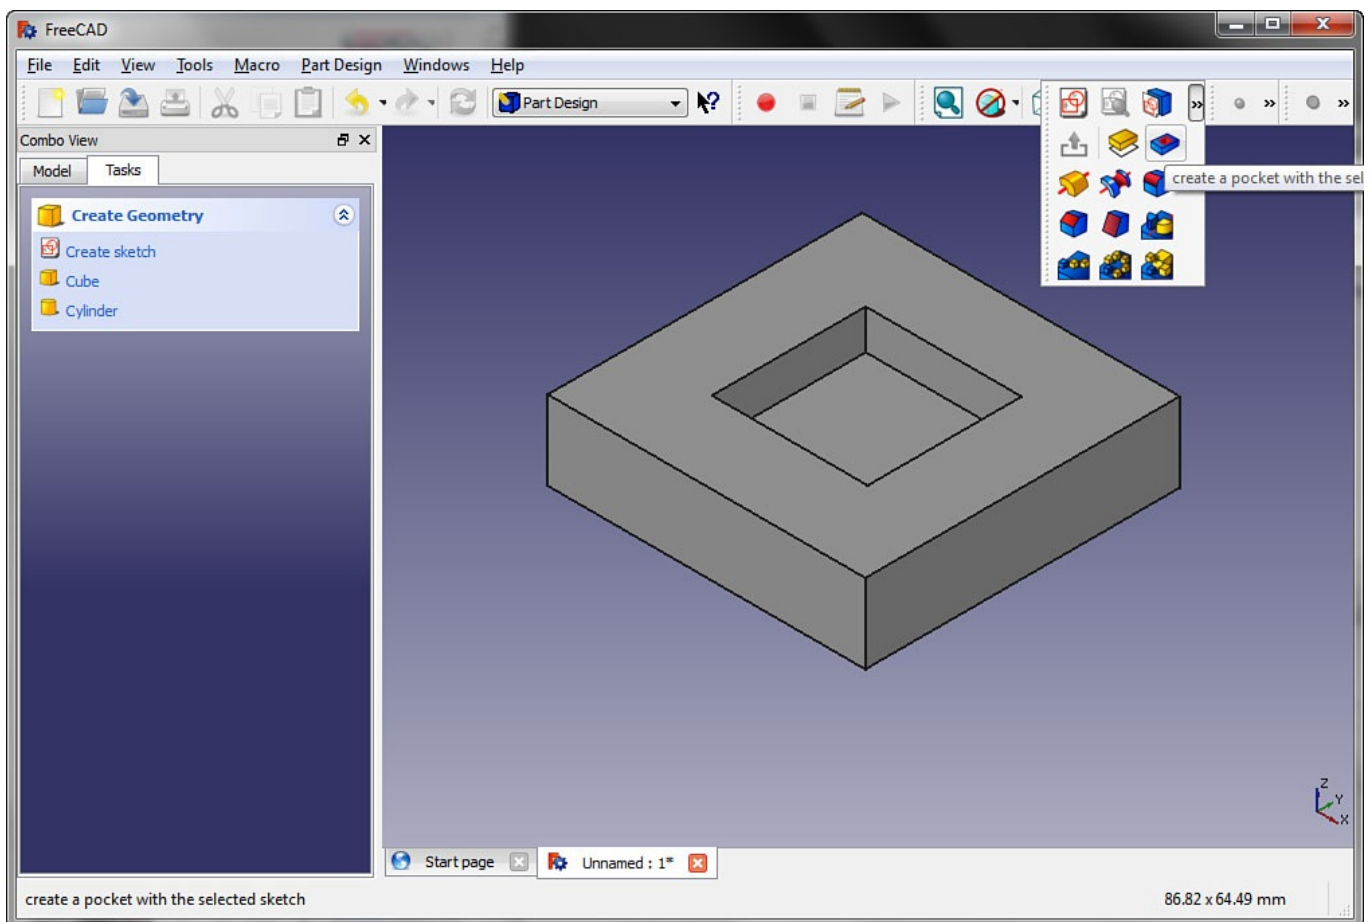 FreeCAD
File Edit View Tools Macro Part Design Windows Help
Part Design
Combo View
Model Tasks
create a pocket with the sel
Create Geometry
Create sketch
Cube
Cylinder
Z
Y
X
Start page Unnamed : 1*
create a pocket with the selected sketch 86.82 x 64.49 mm